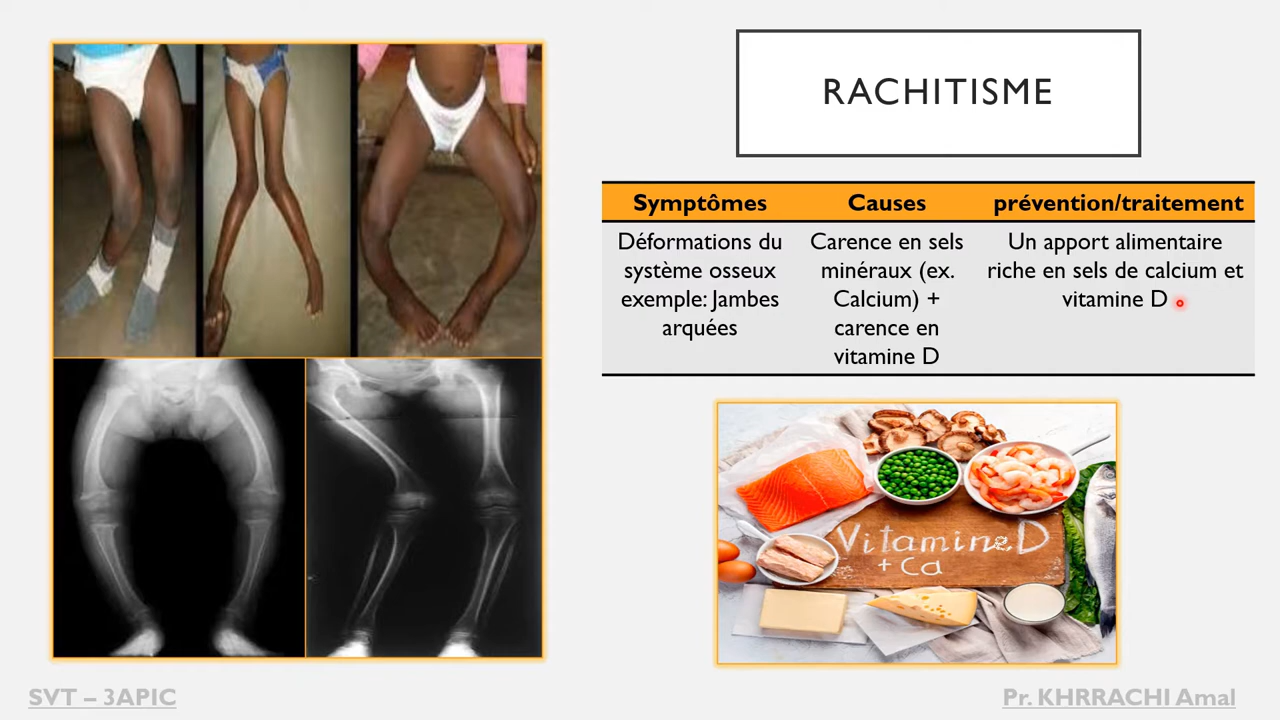 RACHITISME
Symptômes
Causes
prévention/traitement
Déformations du
système osseux
exemple: Jambes
arquées
Carence en sels
minéraux (ex.
Calcium) +
carence en
vitamine D
Un apport alimentaire
riche en sels de calcium et
vitamine D
Vitamine D
+ Ca
SVT – 3APIC
Pr. KHRRACHI Amal